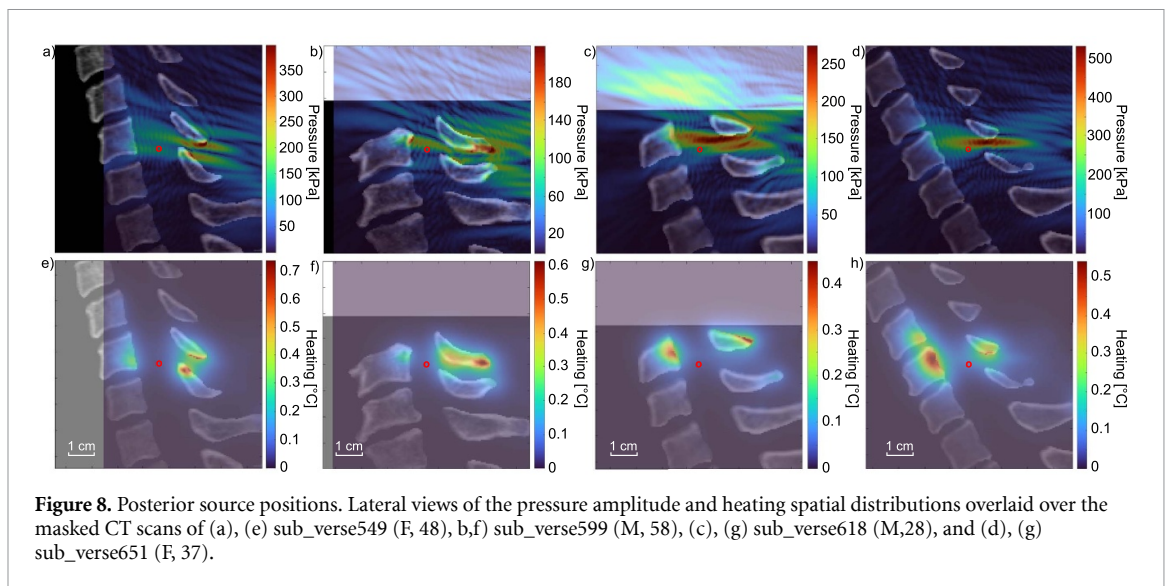 a)
350
300
250
200
150
100
50
Pressure [kPa]
b)
180
140
100
60
20
Pressure [kPa]
c)
250
200
150
100
50
Pressure [kPa]
d)
500
400
300
200
100
Pressure [kPa]
e)
0.7
0.6
0.5
0.4
0.3
0.2
0.1
0
Heating [°C]
1 cm
f)
0.6
0.5
0.4
0.3
0.2
0.1
0
Heating [°C]
1 cm
g)
0.4
0.3
0.2
0.1
0
Heating [°C]
1 cm
h)
0.5
0.4
0.3
0.2
0.1
0
Heating [°C]
1 cm
Figure 8. Posterior source positions. Lateral views of the pressure amplitude and heating spatial distributions overlaid over the
masked CT scans of (a), (e) sub_verse549 (F, 48), b,f) sub_verse599 (M, 58), (c), (g) sub_verse618 (M,28), and (d), (g)
sub_verse651 (F, 37).